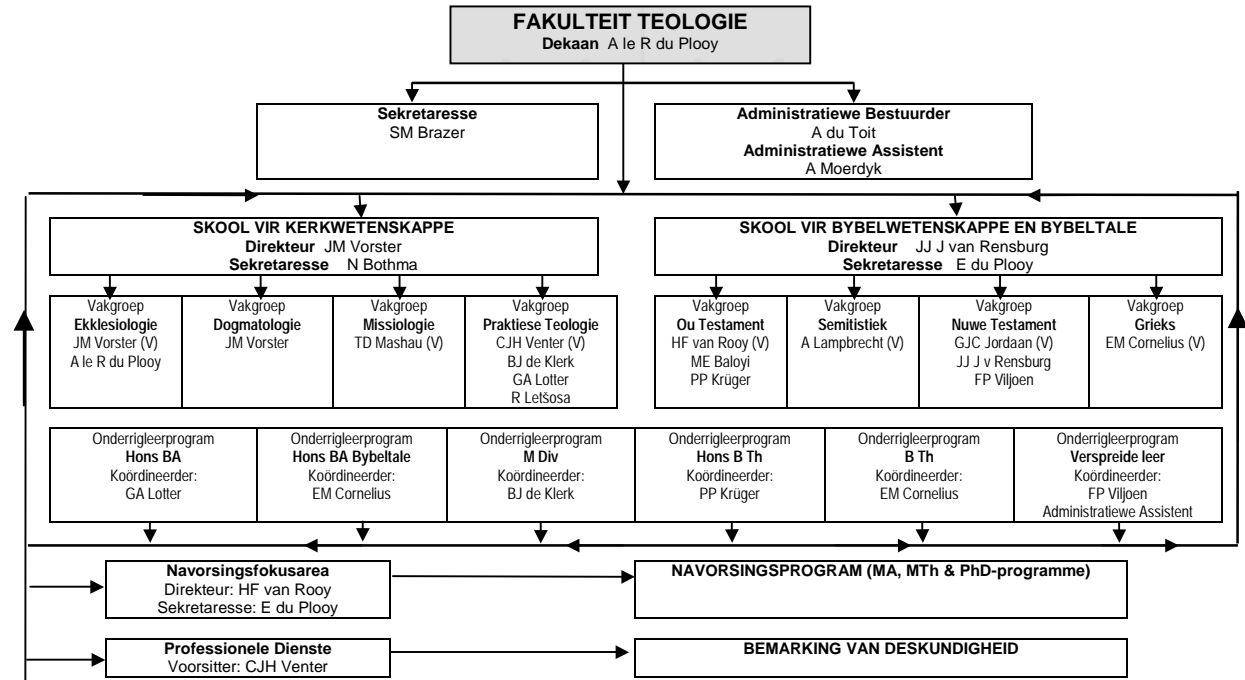 FAKULTEIT TEOLOGIE
Dekaan A le R du Plooy
Sekretaresse
SM Brazer
Administratiewe Bestuurder
A du Toit
Administratiewe Assistent
A Moerdyk
SKOOL VIR KERKWETENSKAPPE
Direkteur JM Vorster
Sekretaresse N Bothma
SKOOL VIR BYBELWETENSKAPPE EN BYBELTALE
Direkteur JJ J van Rensburg
Sekretaresse E du Plooy
Vakgroep
Ekklesiologie
JM Vorster (V)
A le R du Plooy
Vakgroep
Dogmatologie
JM Vorster
Vakgroep
Missiologie
TD Mashau (V)
Vakgroep
Praktiese Teologie
CJH Venter (V)
BJ de Klerk
GA Lotter
R Letšosa
Vakgroep
Ou Testament
HF van Rooy (V)
ME Baloyi
PP Krüger
Vakgroep
Semitistiek
A Lampbrecht (V)
Vakgroep
Nuwe Testament
GJC Jordaan (V)
JJ J v Rensburg
FP Viljoen
Vakgroep
Grieks
EM Cornelius (V)
Onderrigleerprogram
Hons BA
Koördineerder:
GA Lotter
Onderrigleerprogram
Hons BA Bybeltale
Koördineerder:
EM Cornelius
Onderrigleerprogram
M Div
Koördineerder:
BJ de Klerk
Onderrigleerprogram
Hons B Th
Koördineerder:
PP Krüger
Onderrigleerprogram
B Th
Koördineerder:
EM Cornelius
Onderrigleerprogram
Verspreide leer
Koördineerder:
FP Viljoen
Administratiewe Assistent
Navorsingsfokusarea
Direkteur: HF van Rooy
Sekretaresse: E du Plooy
NAVORSINGSPROGRAM (MA, MTh & PhD-programme)
Professionele Dienste
Voorsitter: CJH Venter
BEMARKING VAN DESKUNDIGHEID